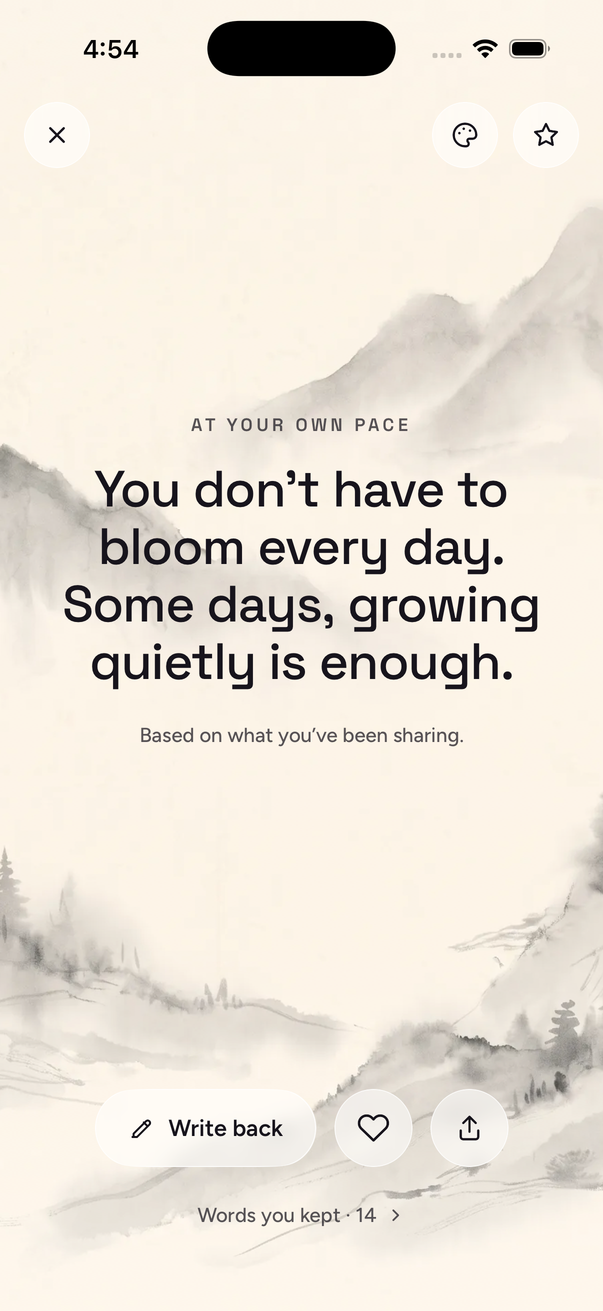 4:54
AT YOUR OWN PACE
You don’t have to
bloom every day.
Some days, growing
quietly is enough.
Based on what you’ve been sharing.
Write back
Words you kept · 14